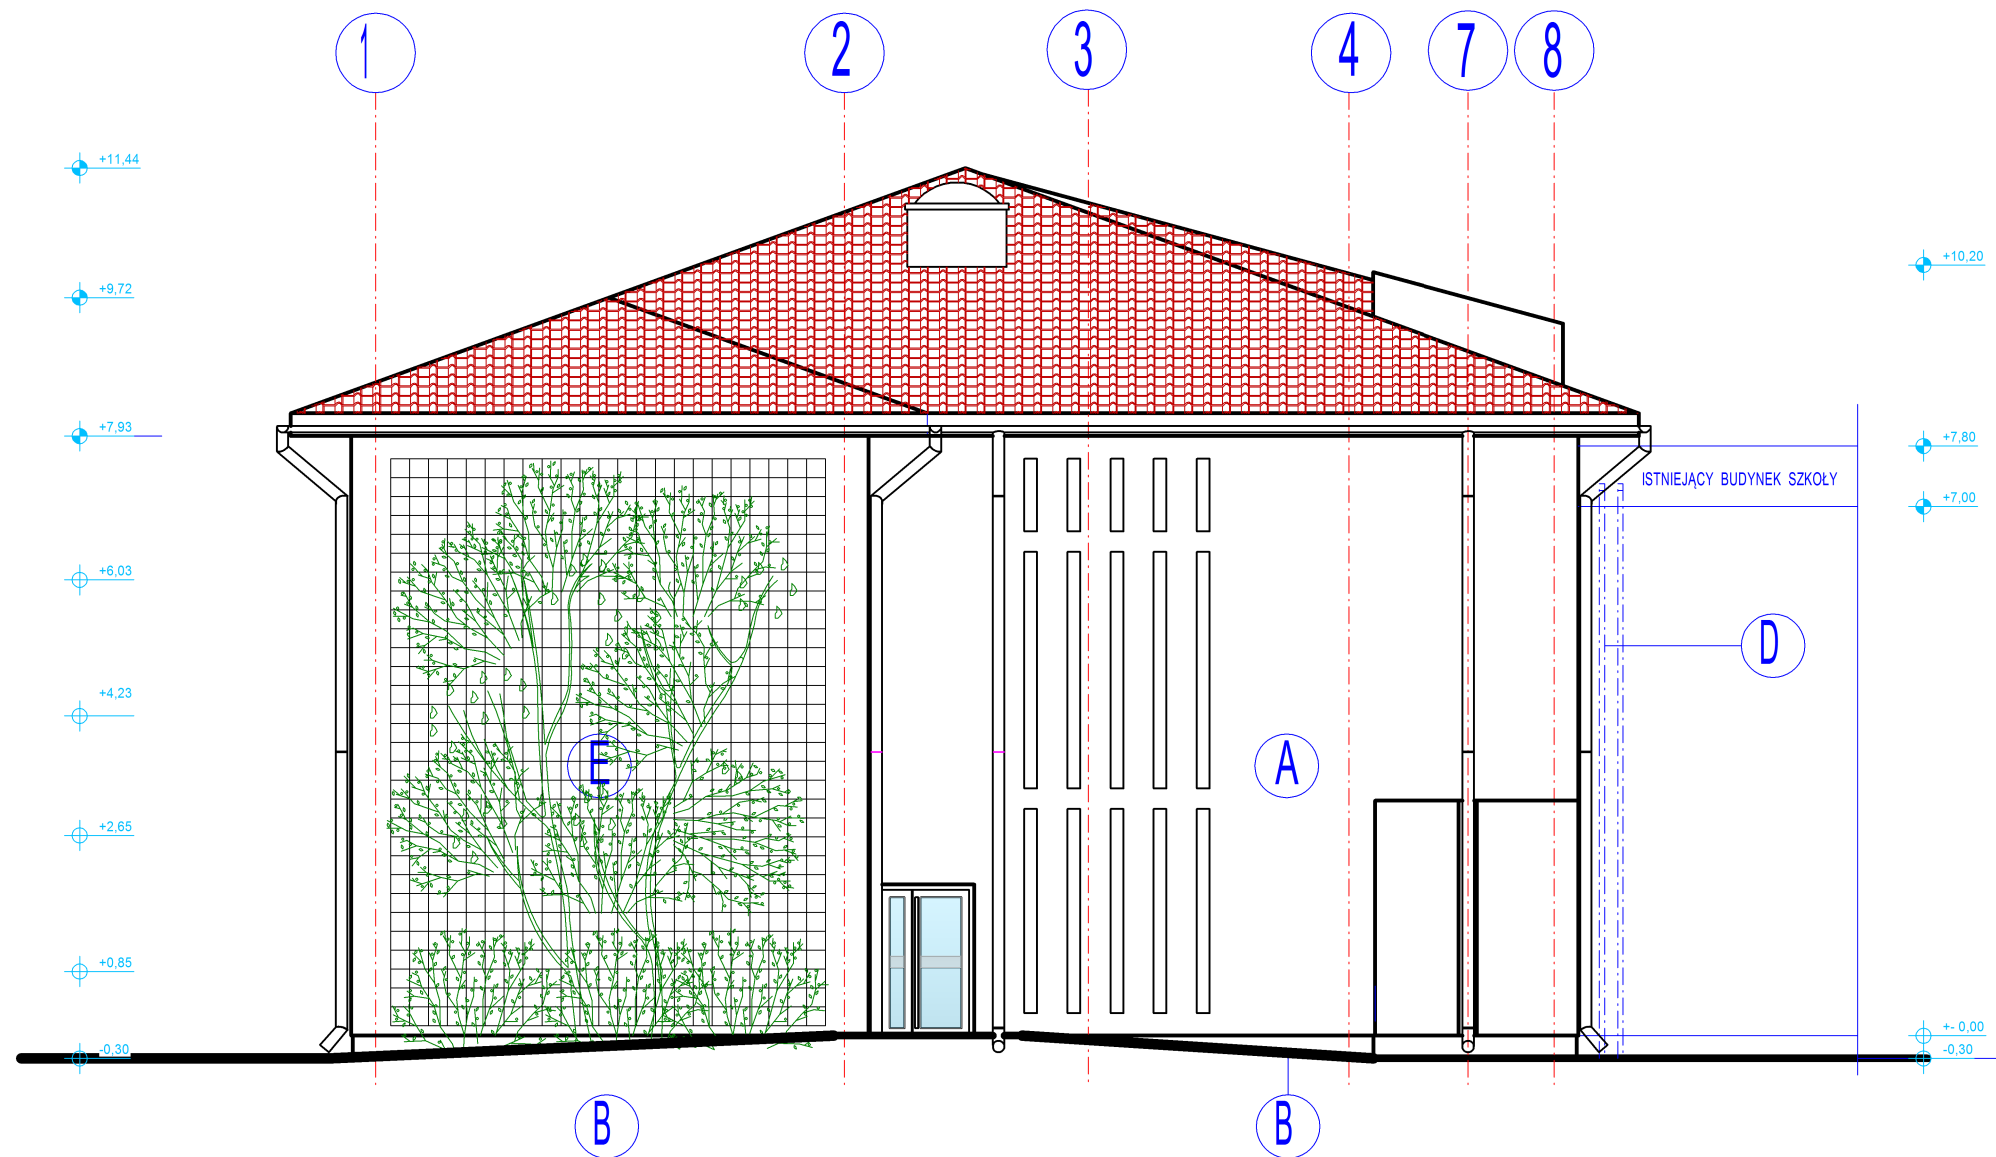 1 2 3 4 7 8
+11,44
+10,20
+9,72
+7,93
+7,80
ISTNIEJĄCY BUDYNEK SZKOŁY
+7,00
+6,03
D
+4,23
E A
+2,65
+0,85
+- 0,00
-0,30 -0,30
B B